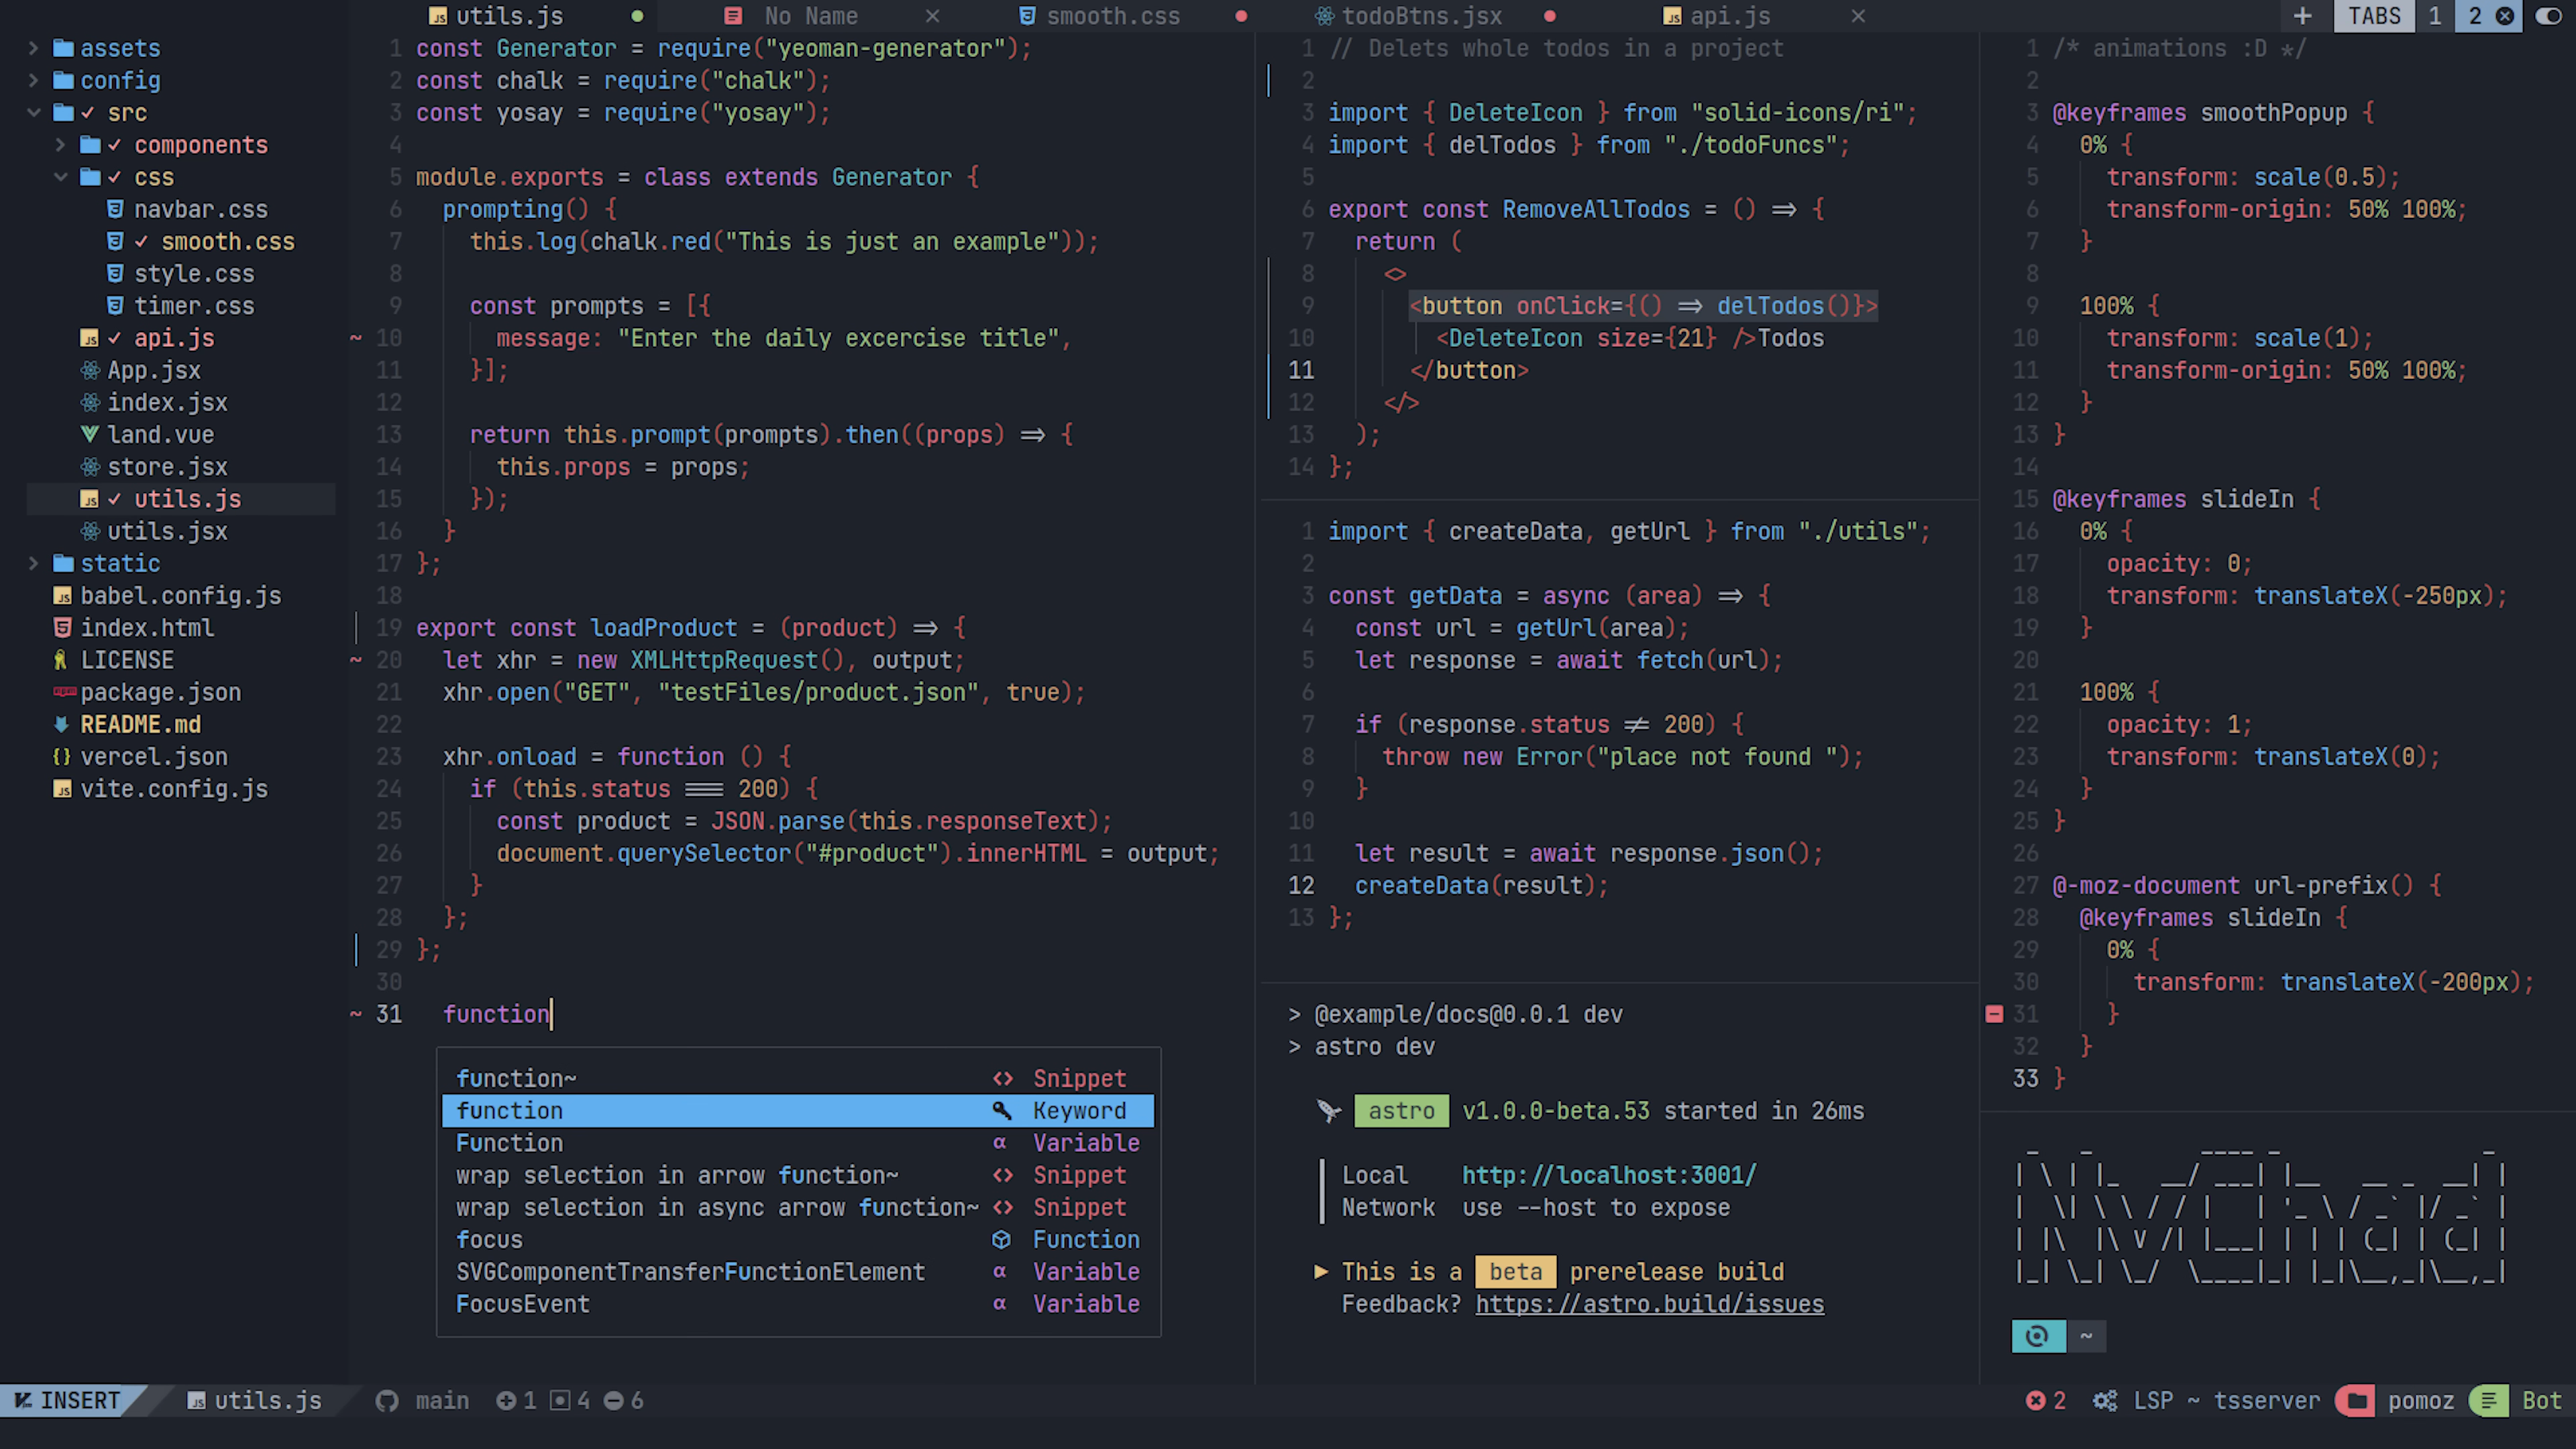 utils.js No Name smooth.css todoBtns.jsx api.js + TABS 1 2
assets
config
src
components
css
navbar.css
smooth.css
style.css
timer.css
api.js
App.jsx
index.jsx
land.vue
store.jsx
utils.js
utils.jsx
static
babel.config.js
index.html
LICENSE
package.json
README.md
vercel.json
vite.config.js
1 const Generator = require("yeoman-generator");
2 const chalk = require("chalk");
3 const yosay = require("yosay");
4
5 module.exports = class extends Generator {
6 prompting() {
7 this.log(chalk.red("This is just an example"));
8
9 const prompts = [{
~ 10 message: "Enter the daily excercise title",
11 }];
12
13 return this.prompt(prompts).then((props) => {
14 this.props = props;
15 });
16 }
17 };
18
19 export const loadProduct = (product) => {
~ 20 let xhr = new XMLHttpRequest(), output;
21 xhr.open("GET", "testFiles/product.json", true);
22
23 xhr.onload = function () {
24 if (this.status === 200) {
25 const product = JSON.parse(this.responseText);
26 document.querySelector("#product").innerHTML = output;
27 }
28 };
29 };
30
~ 31 function
function~ <> Snippet
function Keyword
Function α Variable
wrap selection in arrow function~ <> Snippet
wrap selection in async arrow function~ <> Snippet
focus Function
SVGComponentTransferFunctionElement α Variable
FocusEvent α Variable
1 // Delets whole todos in a project
2
3 import { DeleteIcon } from "solid-icons/ri";
4 import { delTodos } from "./todoFuncs";
5
6 export const RemoveAllTodos = () => {
7 return (
8 <>
9 <button onClick={() => delTodos()}>
10 <DeleteIcon size={21} />Todos
11 </button>
12 </>
13 );
14 };
1 import { createData, getUrl } from "./utils";
2
3 const getData = async (area) => {
4 const url = getUrl(area);
5 let response = await fetch(url);
6
7 if (response.status != 200) {
8 throw new Error("place not found ");
9 }
10
11 let result = await response.json();
12 createData(result);
13 };
> @example/docs@0.0.1 dev
> astro dev
astro v1.0.0-beta.53 started in 26ms
Local http://localhost:3001/
Network use --host to expose
▶ This is a beta prerelease build
Feedback? https://astro.build/issues
1 /* animations :D */
2
3 @keyframes smoothPopup {
4 0% {
5 transform: scale(0.5);
6 transform-origin: 50% 100%;
7 }
8
9 100% {
10 transform: scale(1);
11 transform-origin: 50% 100%;
12 }
13 }
14
15 @keyframes slideIn {
16 0% {
17 opacity: 0;
18 transform: translateX(-250px);
19 }
20
21 100% {
22 opacity: 1;
23 transform: translateX(0);
24 }
25 }
26
27 @-moz-document url-prefix() {
28 @keyframes slideIn {
29 0% {
30 transform: translateX(-200px);
31 }
32 }
33 }
NvChad
~
INSERT utils.js main 1 4 6 2 LSP ~ tsserver pomoz Bot